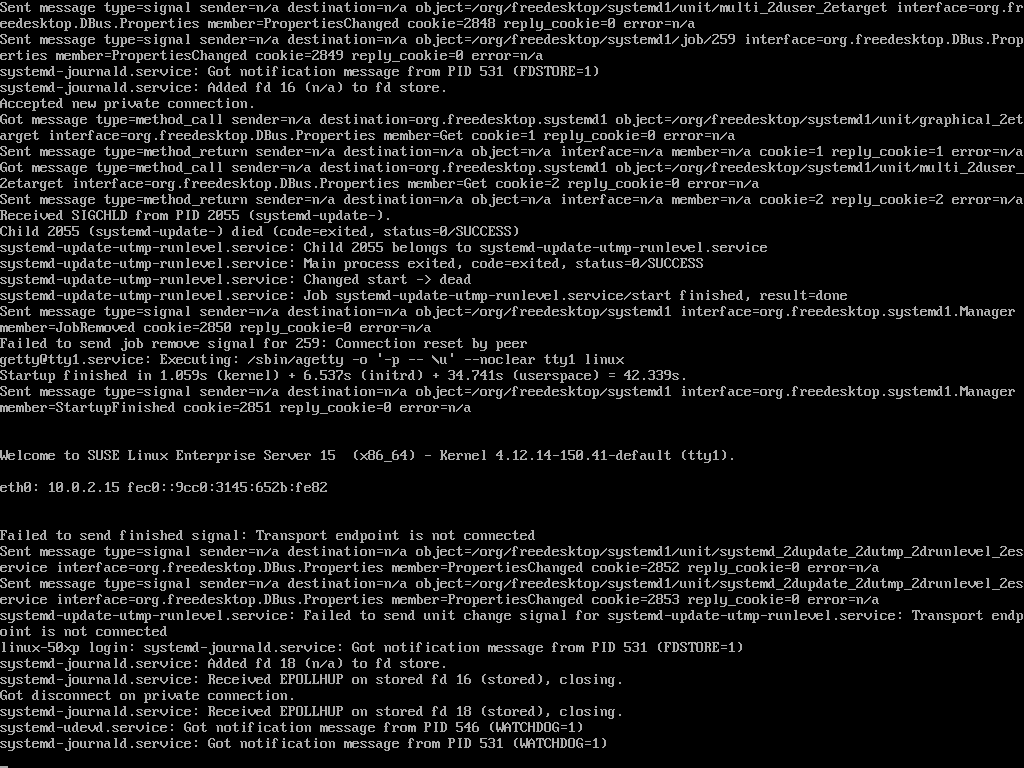 Sent message type=signal sender=n/a destination=n/a object=/org/freedesktop/systemd1/unit/multi_2duser_2etarget interface=org.fr
eedesktop.DBus.Properties member=PropertiesChanged cookie=2848 reply_cookie=0 error=n/a
Sent message type=signal sender=n/a destination=n/a object=/org/freedesktop/systemd1/job/259 interface=org.freedesktop.DBus.Prop
erties member=PropertiesChanged cookie=2849 reply_cookie=0 error=n/a
systemd-journald.service: Got notification message from PID 531 (FDSTORE=1)
systemd-journald.service: Added fd 16 (n/a) to fd store.
Accepted new private connection.
Got message type=method_call sender=n/a destination=org.freedesktop.systemd1 object=/org/freedesktop/systemd1/unit/graphical_2et
arget interface=org.freedesktop.DBus.Properties member=Get cookie=1 reply_cookie=0 error=n/a
Sent message type=method_return sender=n/a destination=n/a object=n/a interface=n/a member=n/a cookie=1 reply_cookie=1 error=n/a
Got message type=method_call sender=n/a destination=org.freedesktop.systemd1 object=/org/freedesktop/systemd1/unit/multi_2duser_
2etarget interface=org.freedesktop.DBus.Properties member=Get cookie=2 reply_cookie=0 error=n/a
Sent message type=method_return sender=n/a destination=n/a object=n/a interface=n/a member=n/a cookie=2 reply_cookie=2 error=n/a
Received SIGCHLD from PID 2055 (systemd-update-).
Child 2055 (systemd-update-) died (code=exited, status=0/SUCCESS)
systemd-update-utmp-runlevel.service: Child 2055 belongs to systemd-update-utmp-runlevel.service
systemd-update-utmp-runlevel.service: Main process exited, code=exited, status=0/SUCCESS
systemd-update-utmp-runlevel.service: Changed start -> dead
systemd-update-utmp-runlevel.service: Job systemd-update-utmp-runlevel.service/start finished, result=done
Sent message type=signal sender=n/a destination=n/a object=/org/freedesktop/systemd1 interface=org.freedesktop.systemd1.Manager
member=JobRemoved cookie=2850 reply_cookie=0 error=n/a
Failed to send job remove signal for 259: Connection reset by peer
getty@tty1.service: Executing: /sbin/agetty -o '-p -- \u' --noclear tty1 linux
Startup finished in 1.059s (kernel) + 6.537s (initrd) + 34.741s (userspace) = 42.339s.
Sent message type=signal sender=n/a destination=n/a object=/org/freedesktop/systemd1 interface=org.freedesktop.systemd1.Manager
member=StartupFinished cookie=2851 reply_cookie=0 error=n/a
Welcome to SUSE Linux Enterprise Server 15  (x86_64) - Kernel 4.12.14-150.41-default (tty1).
eth0: 10.0.2.15 fec0::9cc0:3145:652b:fe82
Failed to send finished signal: Transport endpoint is not connected
Sent message type=signal sender=n/a destination=n/a object=/org/freedesktop/systemd1/unit/systemd_2dupdate_2dutmp_2drunlevel_2es
ervice interface=org.freedesktop.DBus.Properties member=PropertiesChanged cookie=2852 reply_cookie=0 error=n/a
Sent message type=signal sender=n/a destination=n/a object=/org/freedesktop/systemd1/unit/systemd_2dupdate_2dutmp_2drunlevel_2es
ervice interface=org.freedesktop.DBus.Properties member=PropertiesChanged cookie=2853 reply_cookie=0 error=n/a
systemd-update-utmp-runlevel.service: Failed to send unit change signal for systemd-update-utmp-runlevel.service: Transport endp
oint is not connected
linux-50xp login: systemd-journald.service: Got notification message from PID 531 (FDSTORE=1)
systemd-journald.service: Added fd 18 (n/a) to fd store.
systemd-journald.service: Received EPOLLHUP on stored fd 16 (stored), closing.
Got disconnect on private connection.
systemd-journald.service: Received EPOLLHUP on stored fd 18 (stored), closing.
systemd-udevd.service: Got notification message from PID 546 (WATCHDOG=1)
systemd-journald.service: Got notification message from PID 531 (WATCHDOG=1)